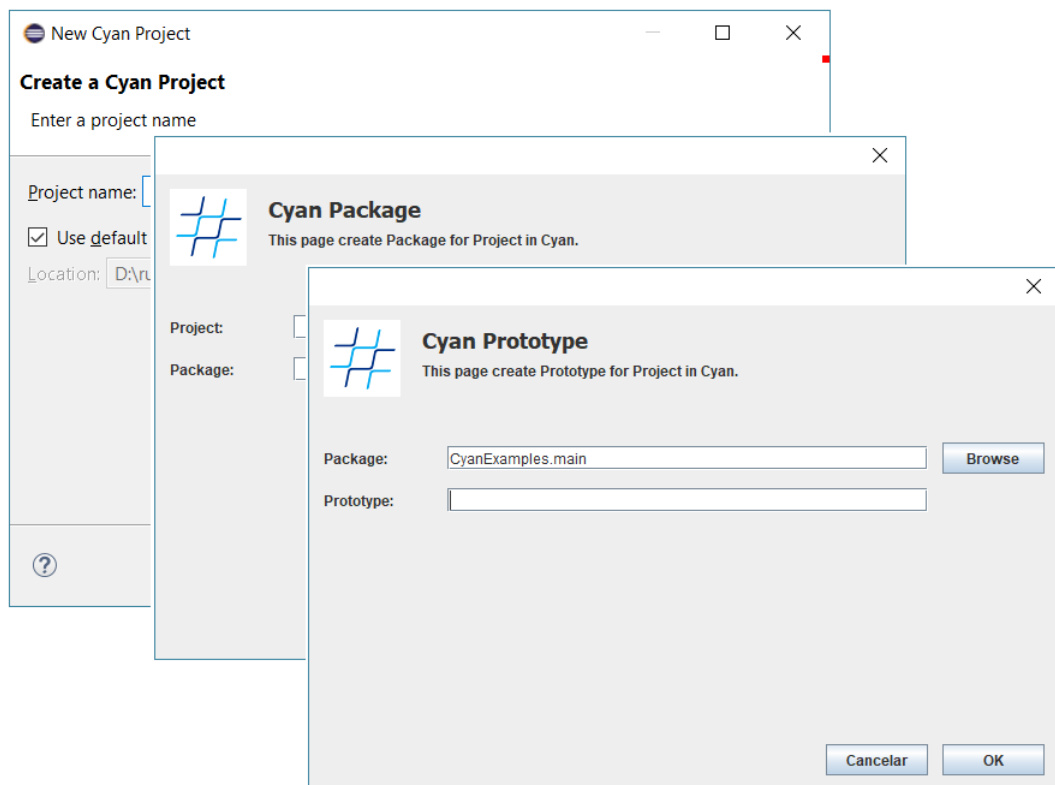 New Cyan Project
Create a Cyan Project
Enter a project name
Project name:
Use default
Location: D:\ru
Cyan Package
This page create Package for Project in Cyan.
Project:
Package:
Cyan Prototype
This page create Prototype for Project in Cyan.
Package: CyanExamples.main Browse
Prototype:
Cancelar OK